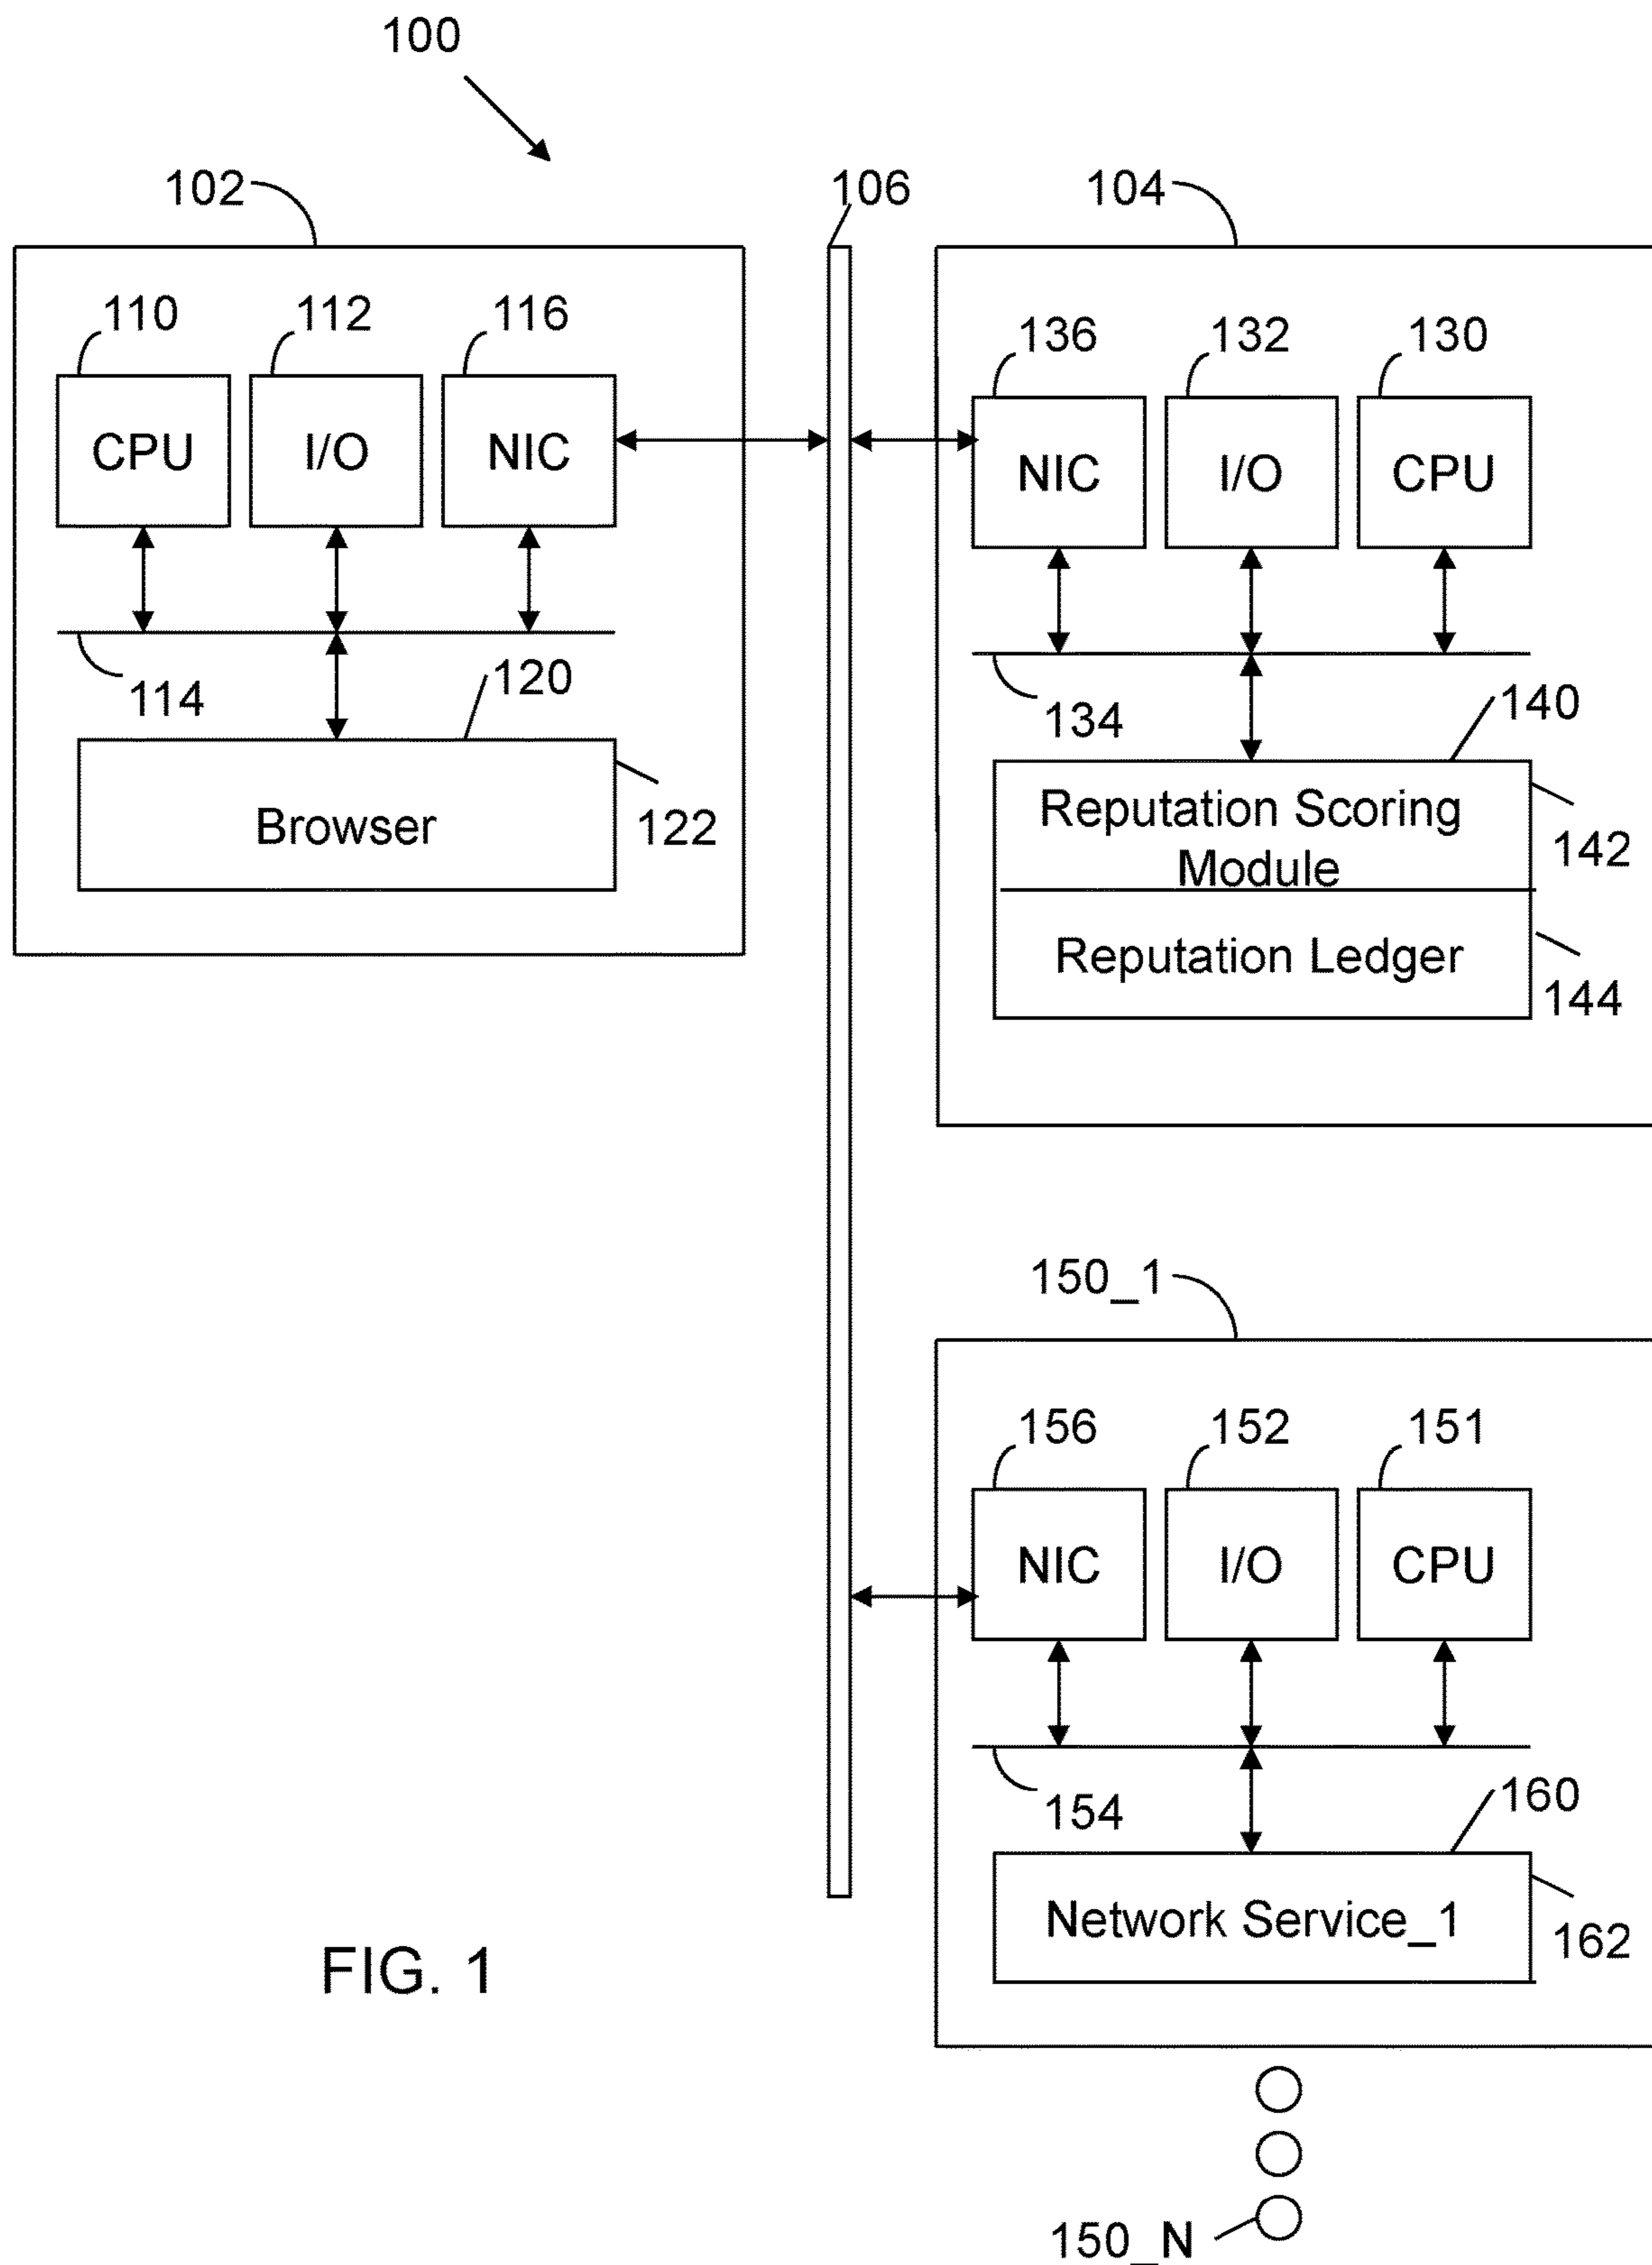 100
102
106
104
110
112
116
136
132
130
CPU
I/O
NIC
NIC
I/O
CPU
114
120
134
140
Browser
122
Reputation Scoring
Module
142
Reputation Ledger
144
150_1
156
152
151
NIC
I/O
CPU
154
160
Network Service_1
162
FIG. 1
150_N